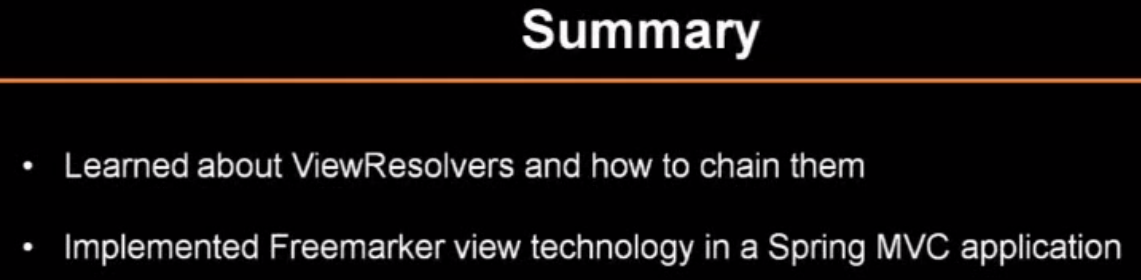 Summary
• Learned about ViewResolvers and how to chain them
• Implemented Freemarker view technology in a Spring MVC application